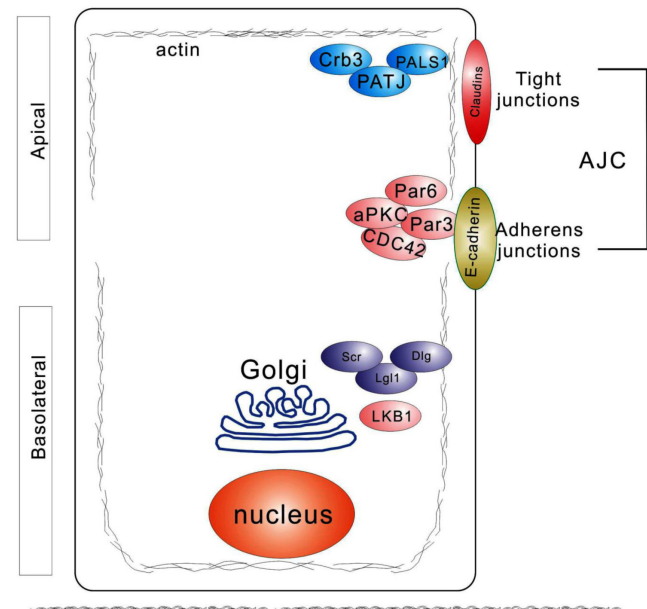 actin
Crb3
PALS1
PATJ
Claudins
Tight
junctions
Apical
AJC
Par6
aPKC
Par3
CDC42
E-cadherin
Adherens
junctions
Basolateral
Scr
Dlg
Lgl1
Golgi
LKB1
nucleus